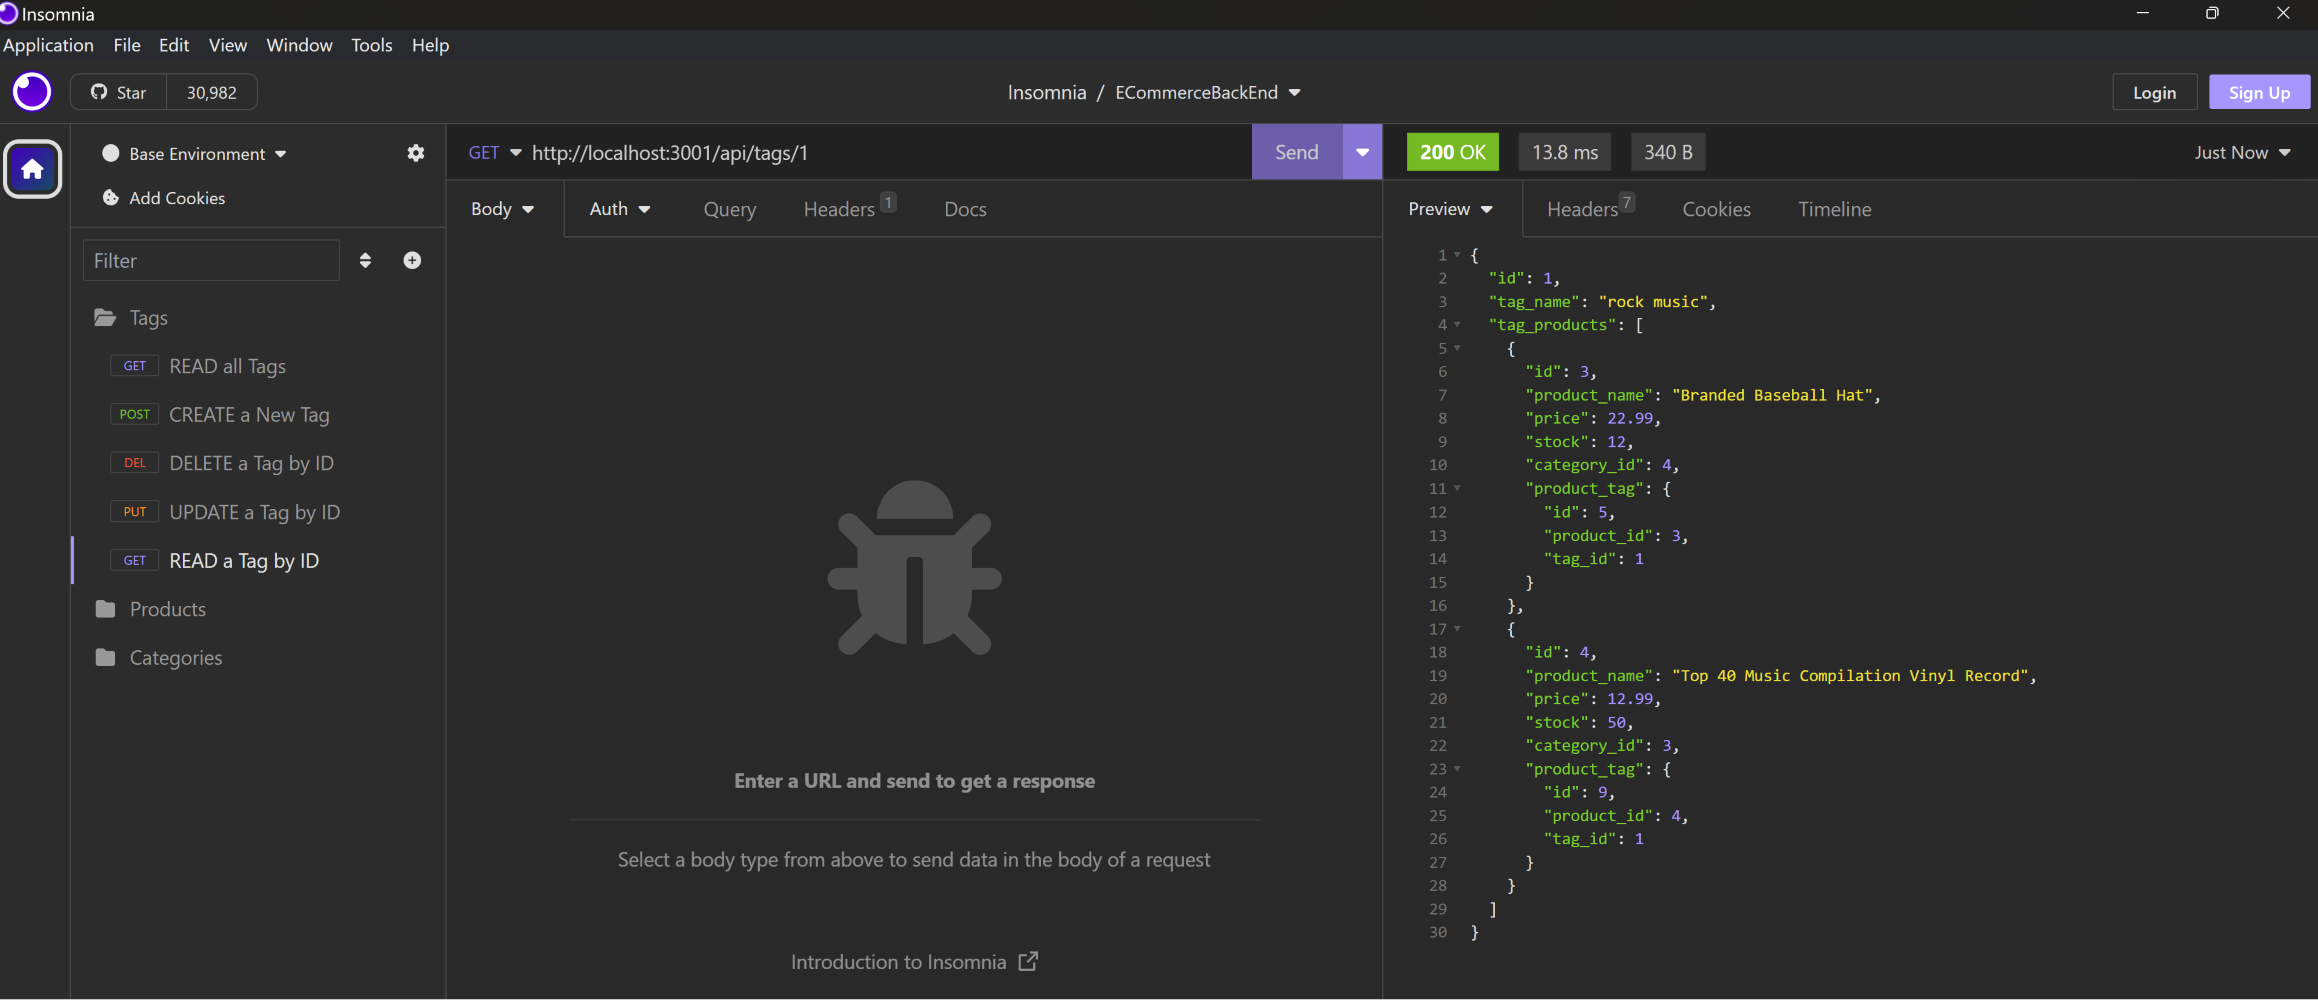 Insomnia
Application File Edit View Window Tools Help
Star 30,982 Insomnia / ECommerceBackEnd Login Sign Up
Base Environment
Add Cookies
Filter
Tags
GET READ all Tags
POST CREATE a New Tag
DEL DELETE a Tag by ID
PUT UPDATE a Tag by ID
GET READ a Tag by ID
Products
Categories
GET http://localhost:3001/api/tags/1 Send
Body Auth Query Headers 1 Docs
Enter a URL and send to get a response
Select a body type from above to send data in the body of a request
Introduction to Insomnia
200 OK 13.8 ms 340 B Just Now
Preview Headers 7 Cookies Timeline
1 {
2 "id": 1,
3 "tag_name": "rock music",
4 "tag_products": [
5 {
6 "id": 3,
7 "product_name": "Branded Baseball Hat",
8 "price": 22.99,
9 "stock": 12,
10 "category_id": 4,
11 "product_tag": {
12 "id": 5,
13 "product_id": 3,
14 "tag_id": 1
15 }
16 },
17 {
18 "id": 4,
19 "product_name": "Top 40 Music Compilation Vinyl Record",
20 "price": 12.99,
21 "stock": 50,
22 "category_id": 3,
23 "product_tag": {
24 "id": 9,
25 "product_id": 4,
26 "tag_id": 1
27 }
28 }
29 ]
30 }